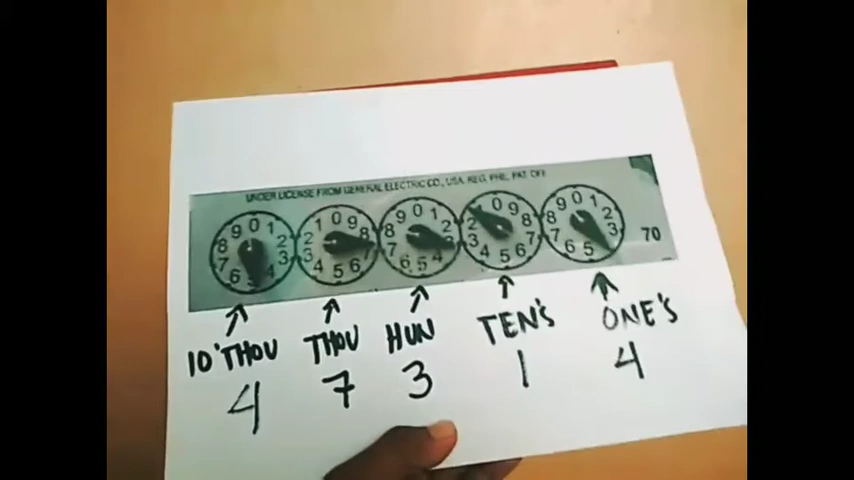 UNDER LICENSE FROM GENERAL ELECTRIC CO., USA. REG. PHIL. PAT. OFF.
0 1 2 3 4 5 6 7 8 9
0 9 8 7 6 5 4 3 2 1
0 1 2 3 4 5 6 7 8 9
0 9 8 7 6 5 4 3 2 1
0 1 2 3 4 5 6 7 8 9
70
10'THOU THOU HUN TEN'S ONE'S
4 7 3 1 4